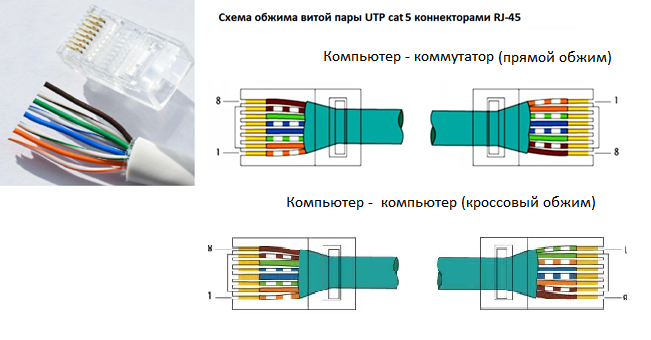 Схема обжима витой пары UTP cat 5 коннекторами RJ-45
Компьютер - коммутатор (прямой обжим)
8
1
1
8
Компьютер - компьютер (кроссовый обжим)
8
1
1
8